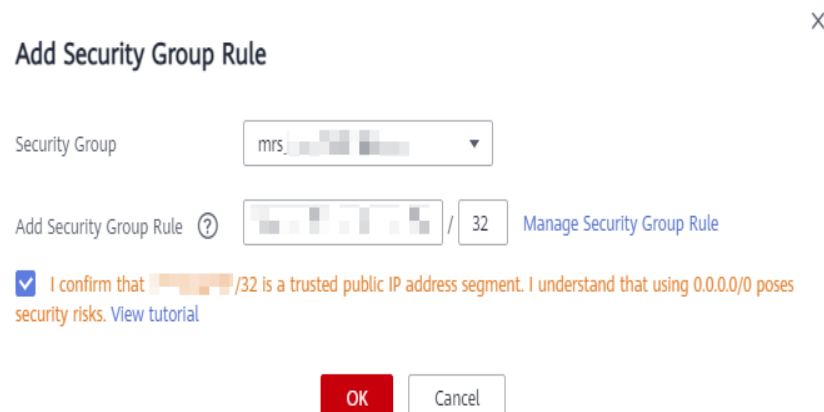 X
Add Security Group Rule
Security Group mrs_
Add Security Group Rule ? / 32 Manage Security Group Rule
I confirm that /32 is a trusted public IP address segment. I understand that using 0.0.0.0/0 poses
security risks. View tutorial
OK Cancel